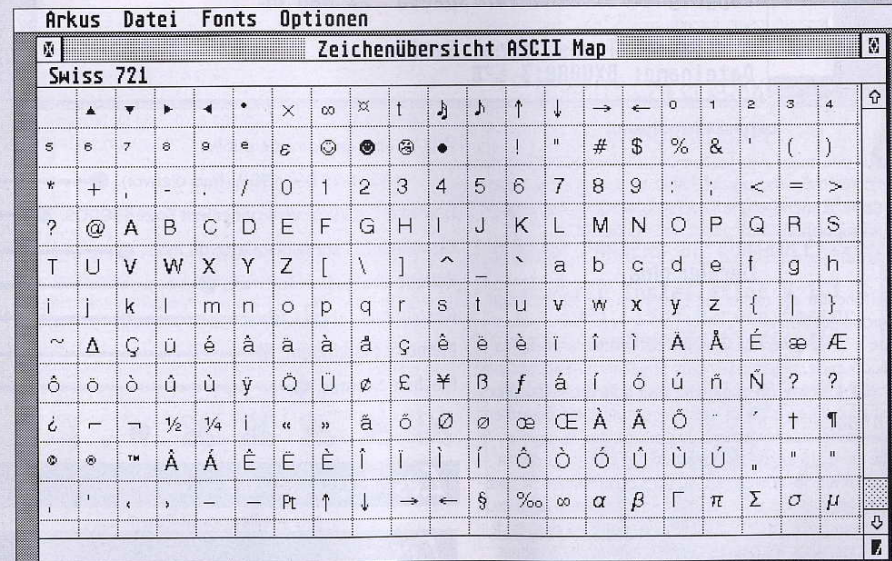 Arkus Datei Fonts Optionen
Zeichenübersicht ASCII Map
Swiss 721
▲ ▼ ▶ ◀ • × ∞ ¤ † ♪ ↑ ↓ → ← 0 1 2 3 4
5 6 7 8 9 e ε ☺ ☻ ● ! " # $ % & ' ( )
* + , - . / 0 1 2 3 4 5 6 7 8 9 : ; < = >
? @ A B C D E F G H I J K L M N O P Q R S
T U V W X Y Z [ \ ] ^ _ ` a b c d e f g h
i j k l m n o p q r s t u v w x y z { | }
~ Δ Ç ü é â ä à å ç ê ë è ï î ì Ä Å É æ Æ
ô ö ò û ù ÿ Ö Ü ø £ ¥ ß ƒ á í ó ú ñ Ñ ? ?
¿ ⌐ ¬ ½ ¼ ¡ « » ã õ Ø ø œ Œ À Ã Õ ¨ ´ † ¶
© ® ™ Â Á Ê Ë È Î Ï Ì Í Ô Ò Ó Û Ù Ú „ " "
‚ ' ‹ › – — Pt ↑ ↓ → ← § ‰ ∞ α β Γ π Σ σ µ